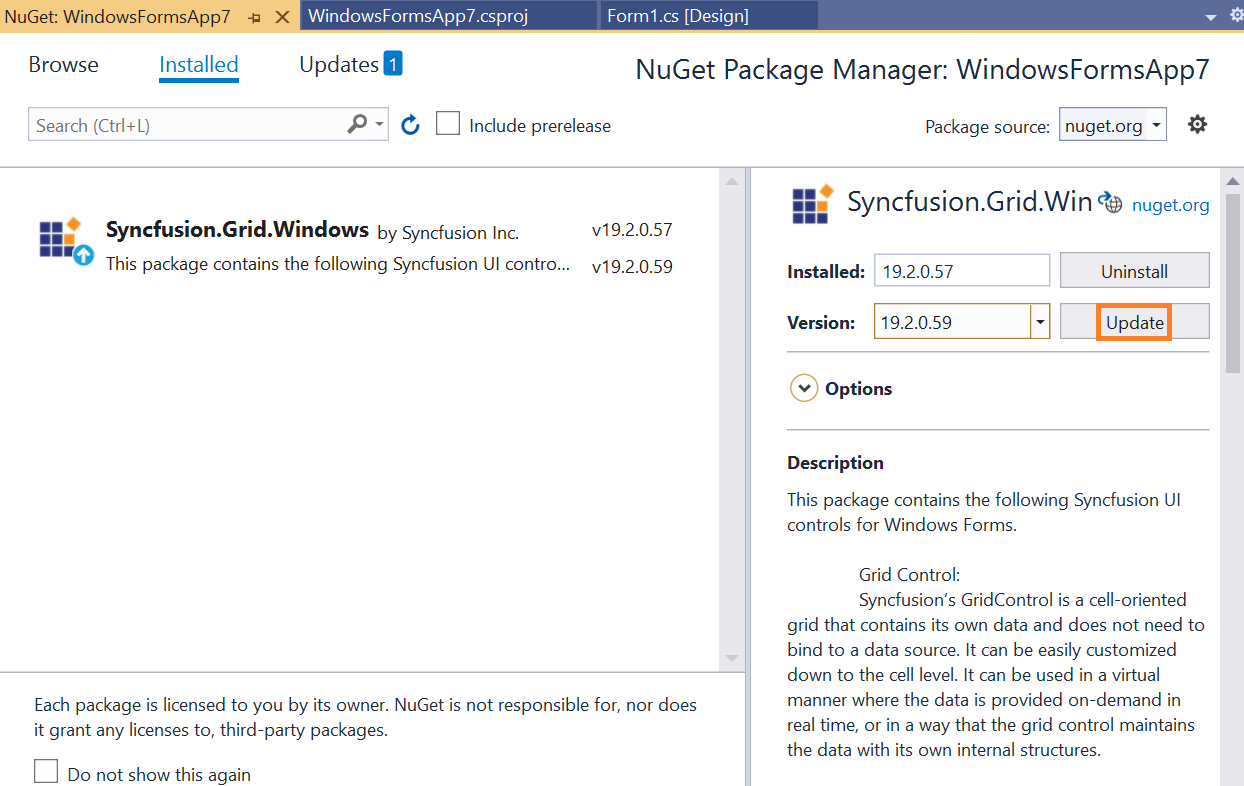 NuGet: WindowsFormsApp7
WindowsFormsApp7.csproj
Form1.cs [Design]
Browse
Installed
Updates 1
NuGet Package Manager: WindowsFormsApp7
Search (Ctrl+L)
Include prerelease
Package source:
nuget.org
Syncfusion.Grid.Windows by Syncfusion Inc.
v19.2.0.57
This package contains the following Syncfusion UI contro...
v19.2.0.59
Each package is licensed to you by its owner. NuGet is not responsible for, nor does
it grant any licenses to, third-party packages.
Do not show this again
Syncfusion.Grid.Win
nuget.org
Installed:
19.2.0.57
Uninstall
Version:
19.2.0.59
Update
Options
Description
This package contains the following Syncfusion UI
controls for Windows Forms.
Grid Control:
Syncfusion’s GridControl is a cell-oriented
grid that contains its own data and does not need to
bind to a data source. It can be easily customized
down to the cell level. It can be used in a virtual
manner where the data is provided on-demand in
real time, or in a way that the grid control maintains
the data with its own internal structures.